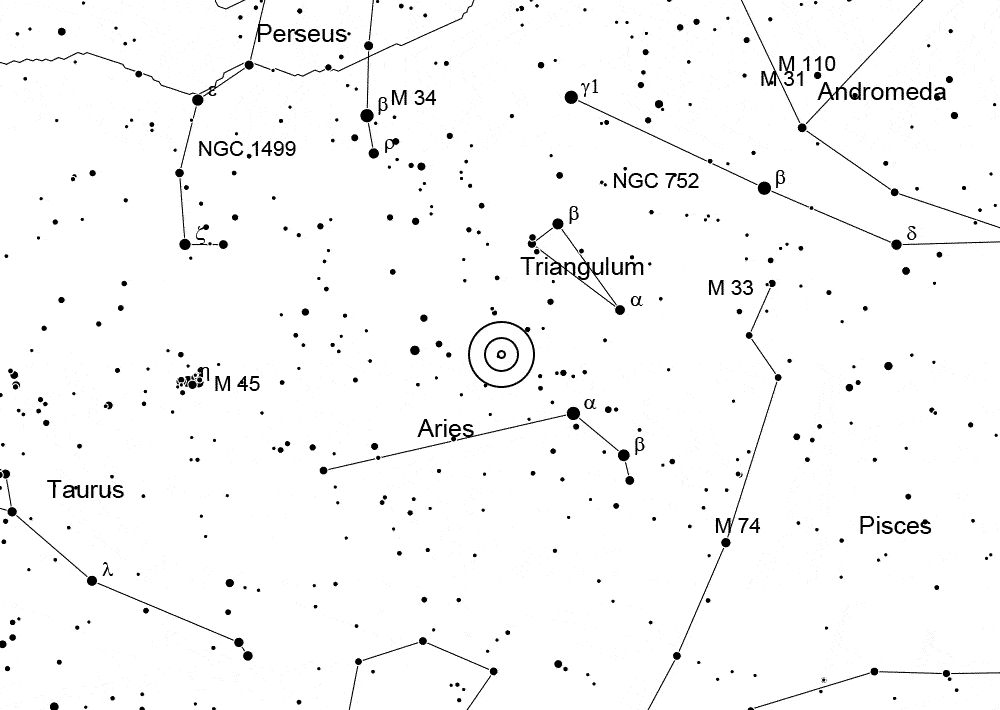 Perseus
M 110
M 31
Andromeda
ε
β
M 34
γ1
ρ
NGC 1499
NGC 752
β
ζ
β
δ
Triangulum
α
M 33
η
M 45
α
Aries
β
Taurus
M 74
Pisces
λ